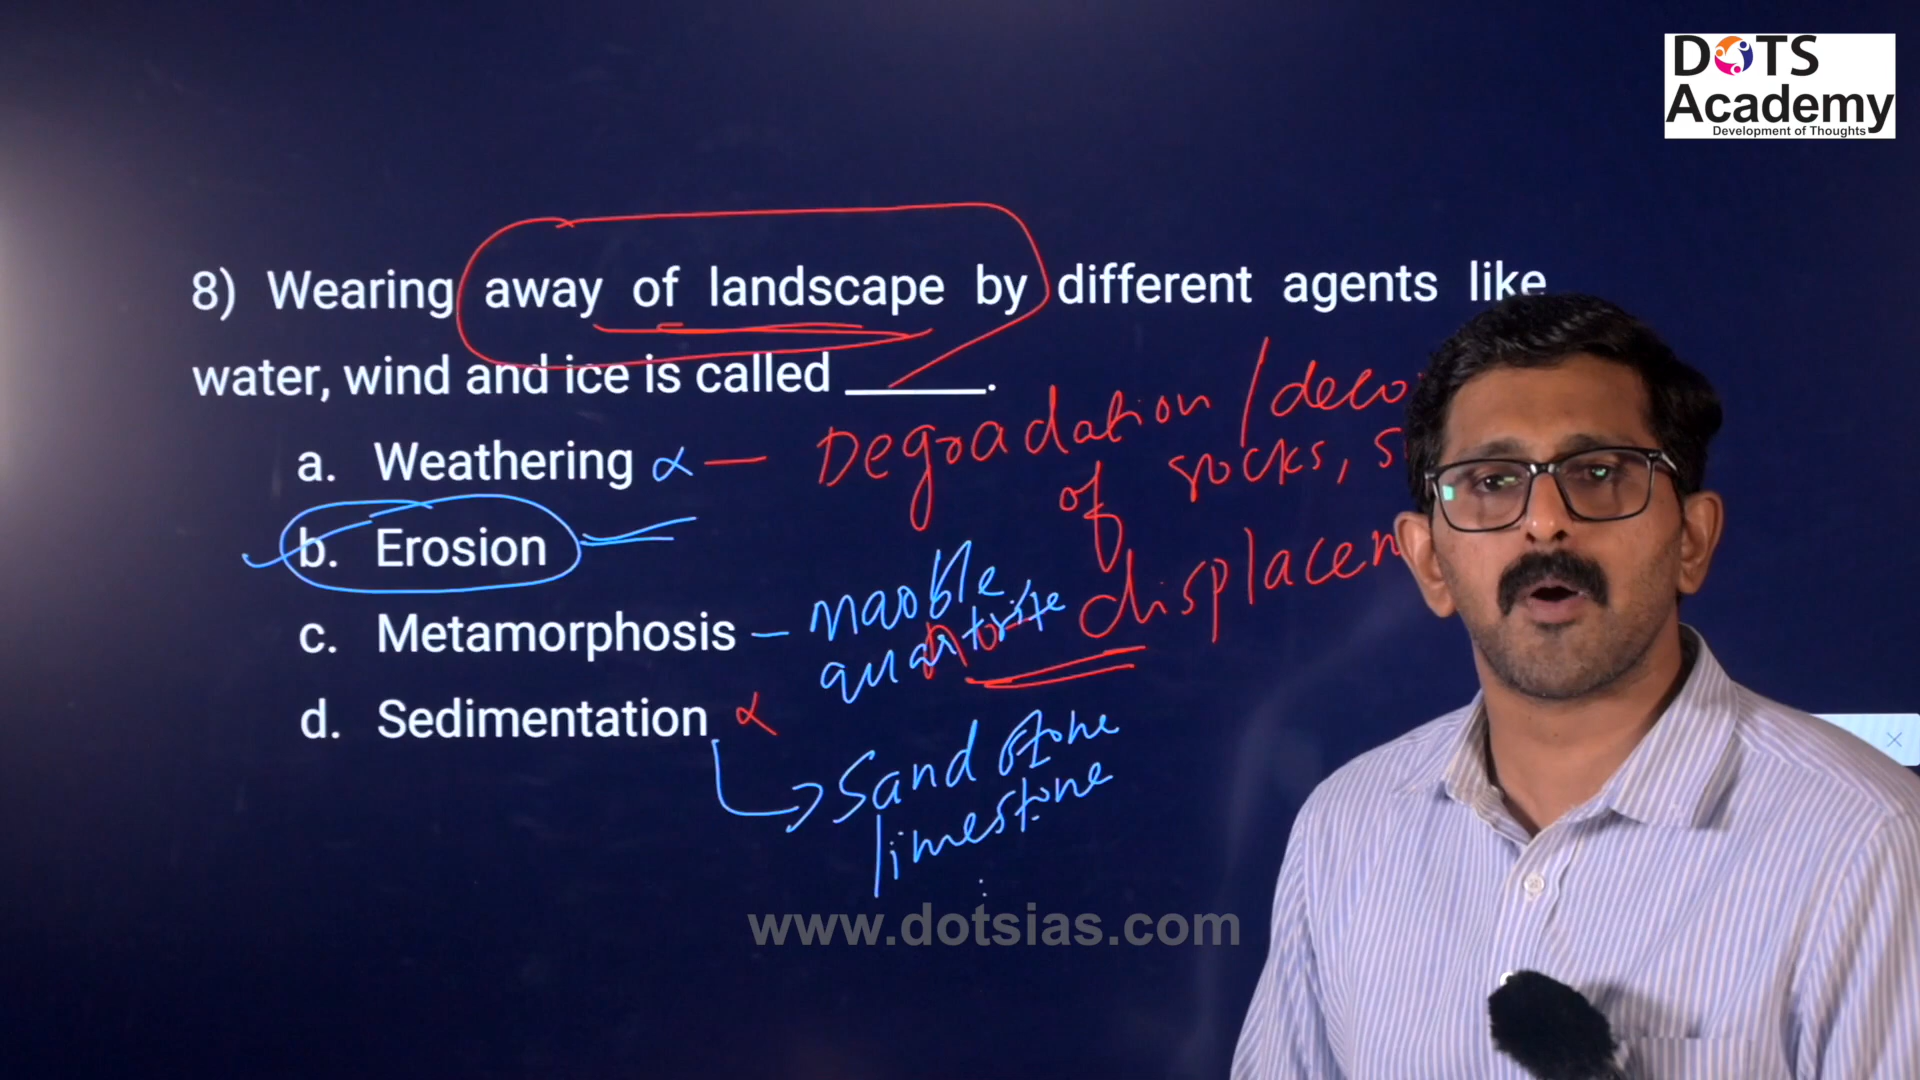 DOTS
Academy
Development of Thoughts
8) Wearing away of landscape by different agents like
water, wind and ice is called ______.
a. Weathering — Degradation / deco
of rocks, s
b. Erosion
displacem
c. Metamorphosis – marble
quartzite
d. Sedimentation
Sand stone
limestone
www.dotsias.com